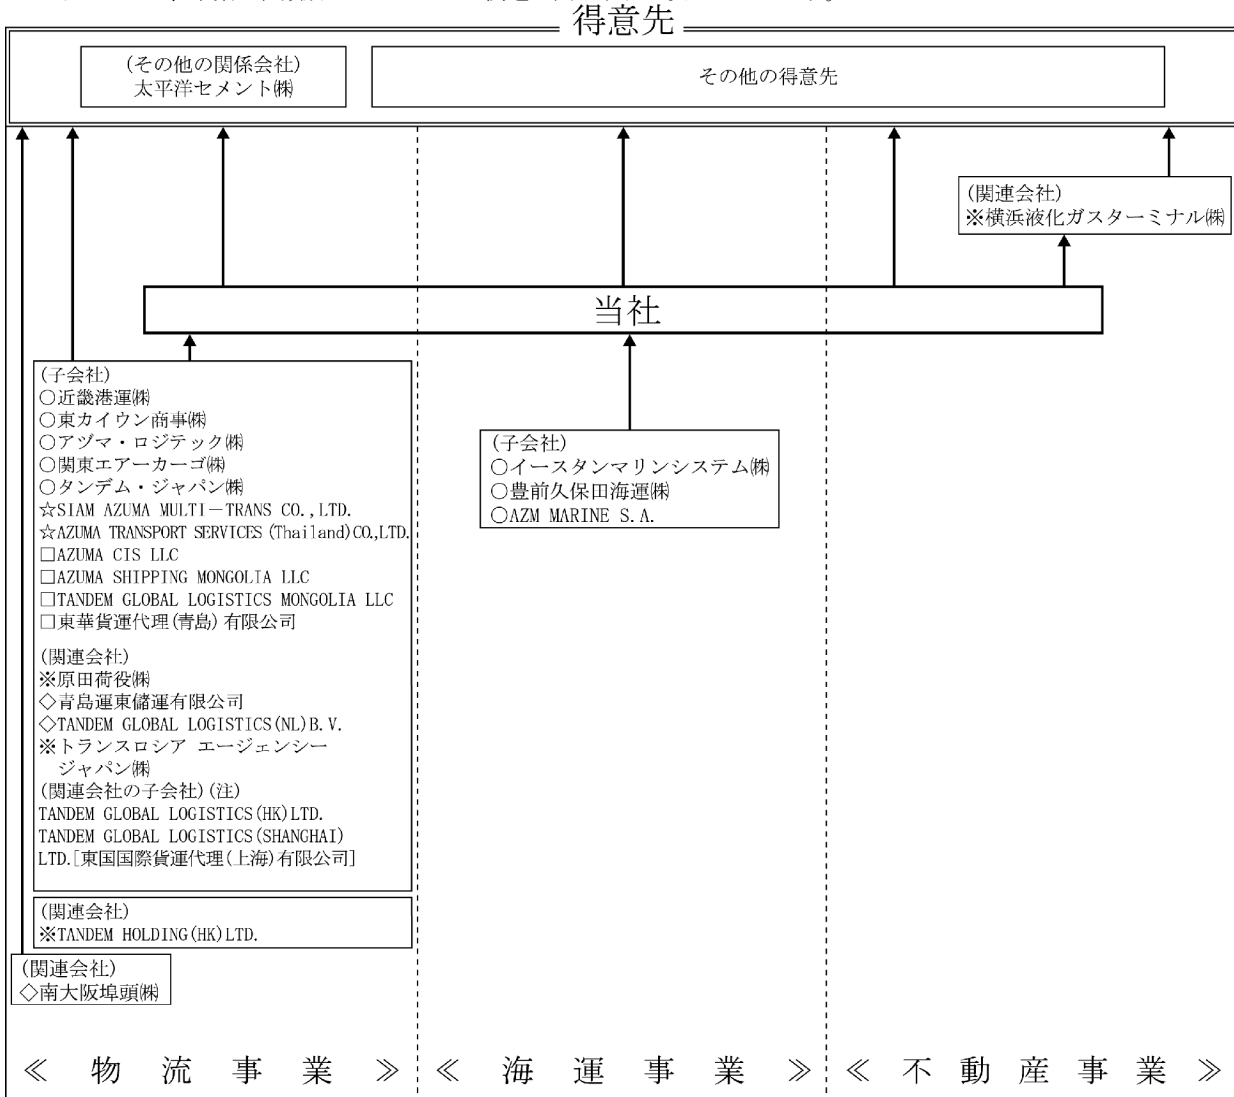 得意先
(その他の関係会社)
太平洋セメント㈱
その他の得意先
(関連会社)
※横浜液化ガスターミナル㈱
当社
(子会社)
○近畿港運㈱
○東カイウン商事㈱
○アヅマ・ロジテック㈱
○関東エアーカーゴ㈱
○タンデム・ジャパン㈱
☆SIAM AZUMA MULTI－TRANS CO.,LTD.
☆AZUMA TRANSPORT SERVICES(Thailand)CO.,LTD.
□AZUMA CIS LLC
□AZUMA SHIPPING MONGOLIA LLC
□TANDEM GLOBAL LOGISTICS MONGOLIA LLC
□東華貨運代理(青島)有限公司
(関連会社)
※原田荷役㈱
◇青島運東儲運有限公司
◇TANDEM GLOBAL LOGISTICS(NL)B.V.
※トランスロシア エージェンシー
ジャパン㈱
(関連会社の子会社)(注)
TANDEM GLOBAL LOGISTICS(HK)LTD.
TANDEM GLOBAL LOGISTICS(SHANGHAI)
LTD.[東国国際貨運代理(上海)有限公司]
(関連会社)
※TANDEM HOLDING(HK)LTD.
(関連会社)
◇南大阪埠頭㈱
(子会社)
○イースタンマリンシステム㈱
○豊前久保田海運㈱
○AZM MARINE S.A.
≪ 物 流 事 業 ≫
≪ 海 運 事 業 ≫
≪ 不 動 産 事 業 ≫